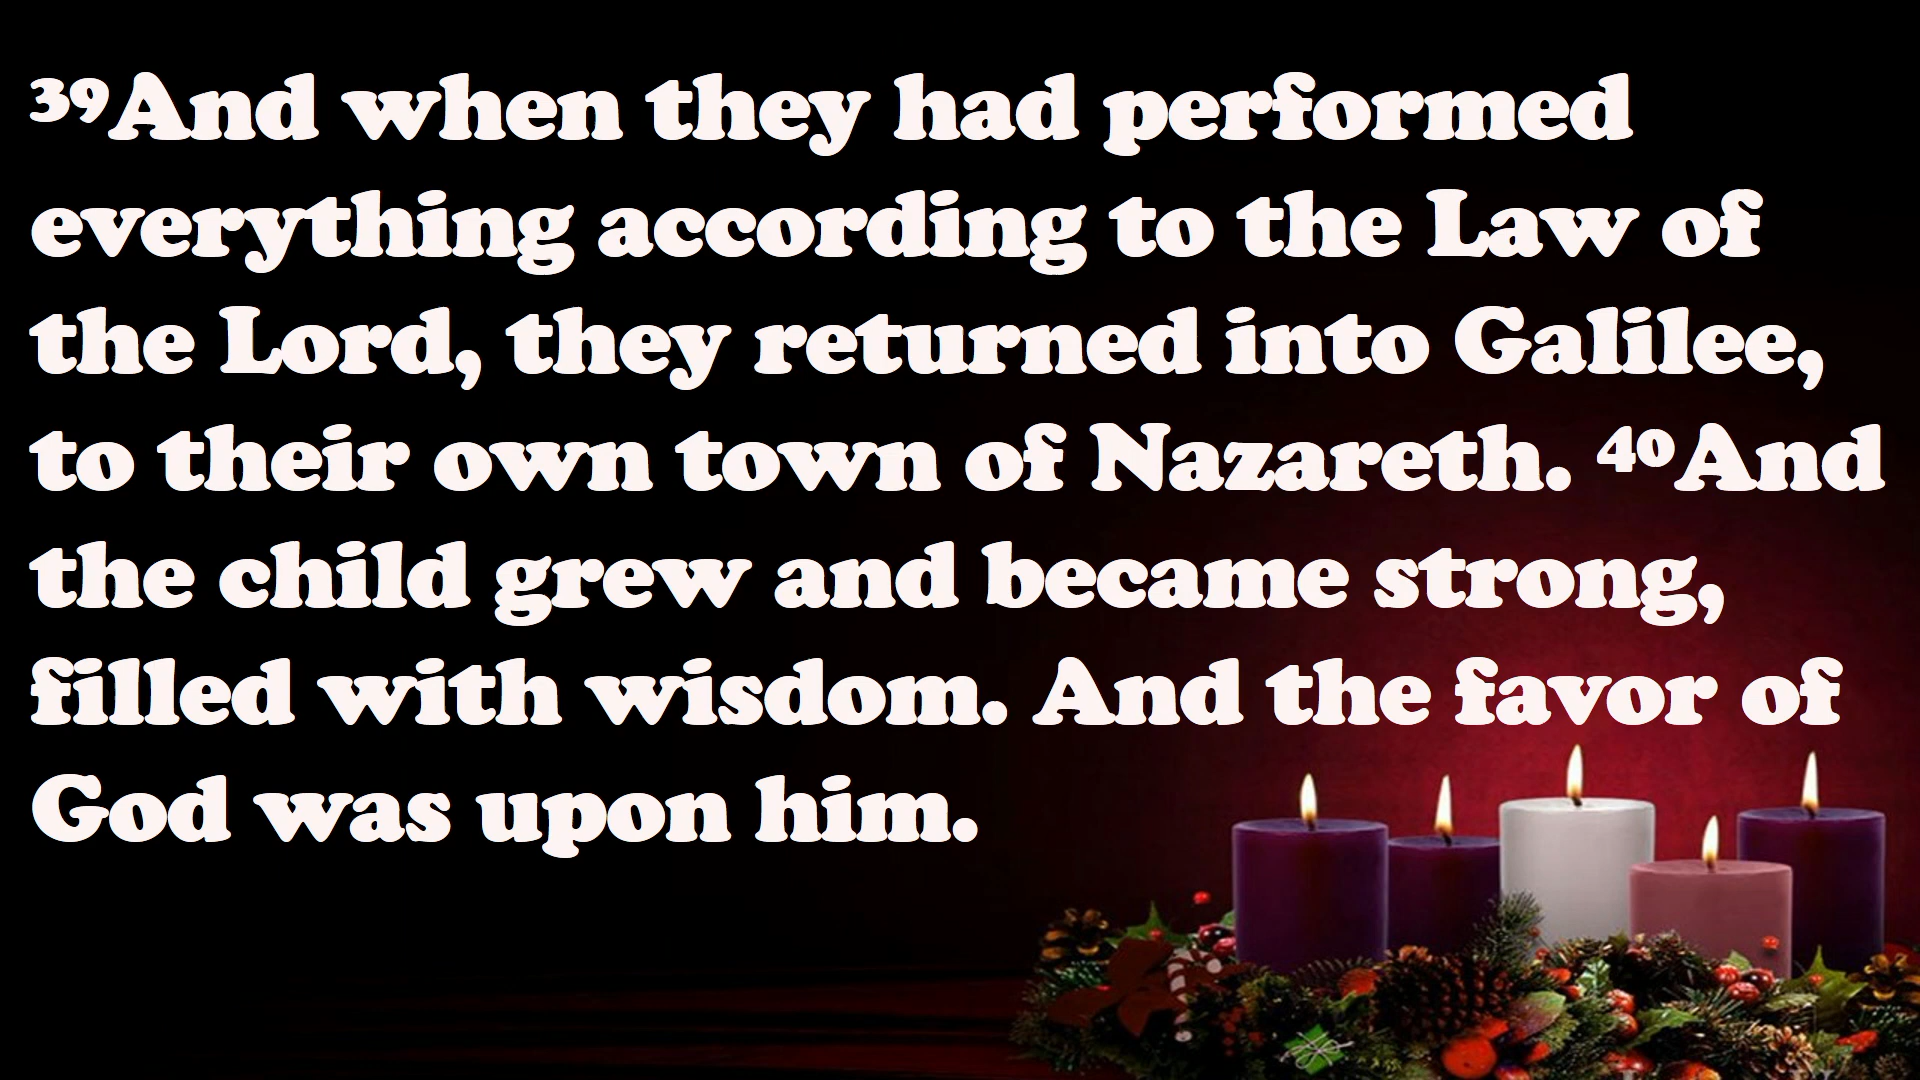 ³⁹And when they had performed
everything according to the Law of
the Lord, they returned into Galilee,
to their own town of Nazareth. ⁴⁰And
the child grew and became strong,
filled with wisdom. And the favor of
God was upon him.